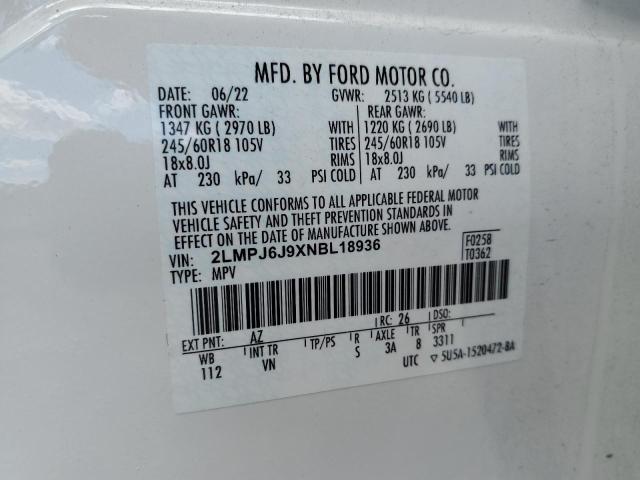 MFD. BY FORD MOTOR CO.
DATE: 06/22 GVWR: 2513 KG ( 5540 LB)
FRONT GAWR: REAR GAWR:
1347 KG ( 2970 LB) WITH 1220 KG ( 2690 LB) WITH
245/60R18 105V TIRES 245/60R18 105V TIRES
18x8.0J RIMS 18x8.0J RIMS
AT 230 kPa/ 33 PSI COLD AT 230 kPa/ 33 PSI COLD
THIS VEHICLE CONFORMS TO ALL APPLICABLE FEDERAL MOTOR
VEHICLE SAFETY AND THEFT PREVENTION STANDARDS IN
EFFECT ON THE DATE OF MANUFACTURE SHOWN ABOVE.
VIN: 2LMPJ6J9XNBL18936 F0258
TYPE: MPV T0362
EXT PNT: AZ RC: 26 DSO:
WB INT TR TP/PS R AXLE TR SPR
112 VN S 3A 8 3311
UTC ▽ 5U5A-1520472-BA